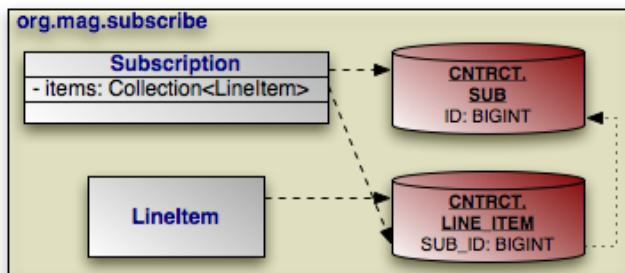 org.mag.subscribe
Subscription
- items: Collection<LineItem>
CNTRCT.
SUB
ID: BIGINT
LineItem
CNTRCT.
LINE_ITEM
SUB_ID: BIGINT